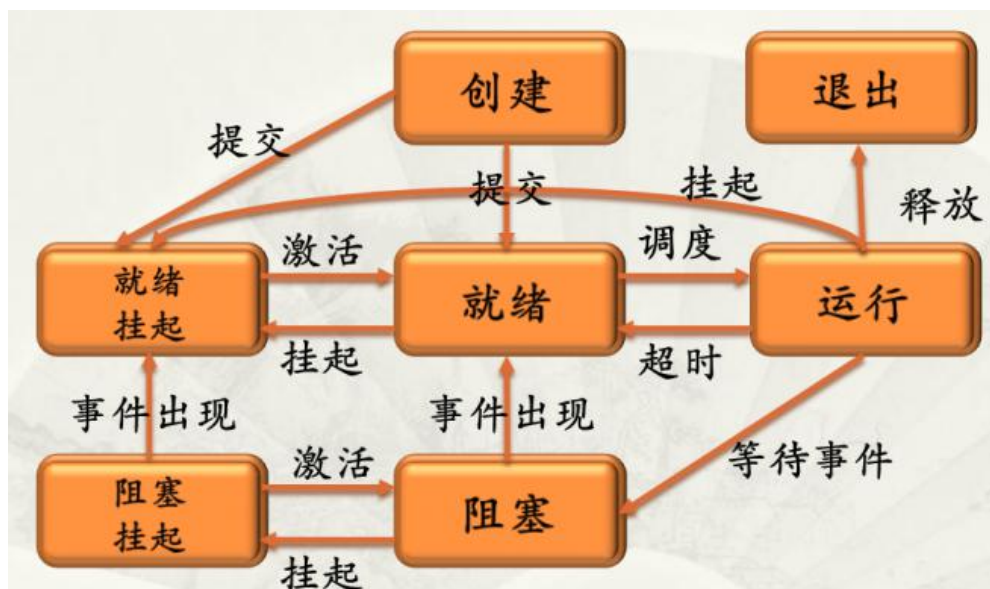 创建
退出
提交
提交
挂起
释放
就绪
挂起
激活
就绪
调度
运行
挂起
超时
事件出现
事件出现
等待事件
阻塞
挂起
激活
阻塞
挂起